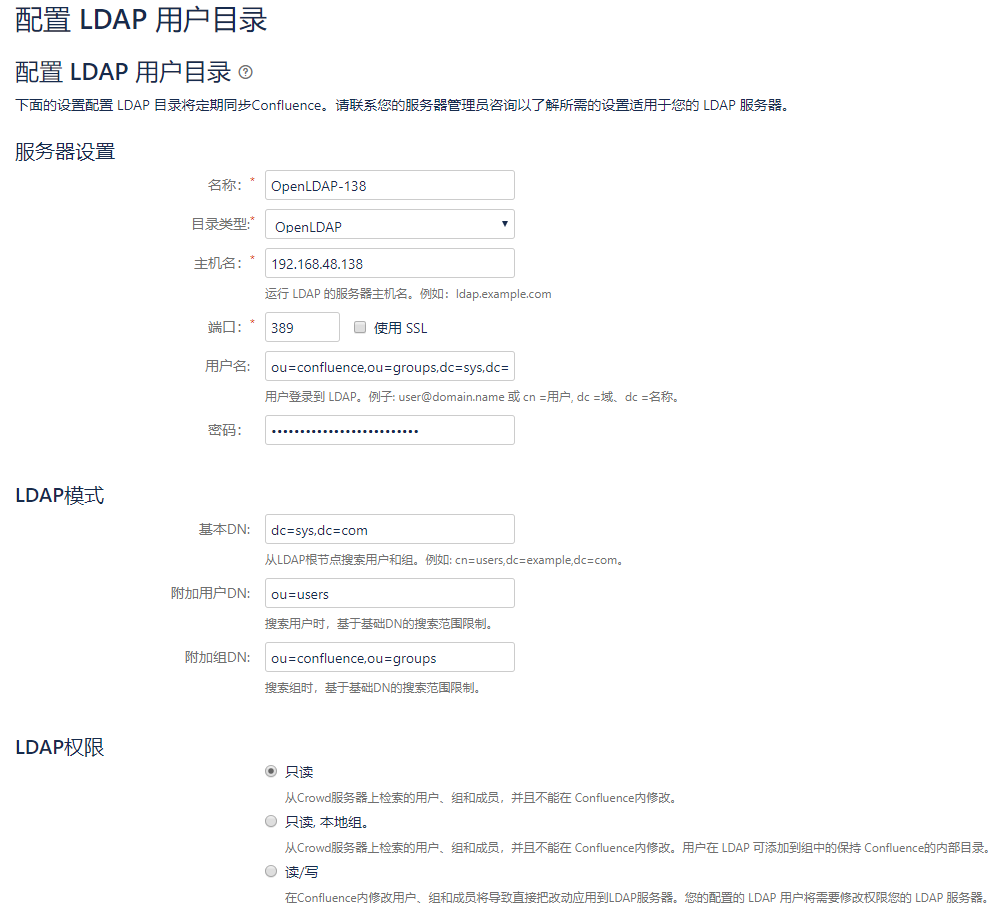 配置 LDAP 用户目录
配置 LDAP 用户目录 ?
下面的设置配置 LDAP 目录将定期同步Confluence。请联系您的服务器管理员咨询以了解所需的设置适用于您的 LDAP 服务器。
服务器设置
名称: * OpenLDAP-138
目录类型:* OpenLDAP
主机名: * 192.168.48.138
运行 LDAP 的服务器主机名。例如: ldap.example.com
端口: * 389 使用 SSL
用户名: ou=confluence,ou=groups,dc=sys,dc=
用户登录到 LDAP。例子: user@domain.name 或 cn =用户, dc =域、dc =名称。
密码: ••••••••••••••••••••••••••
LDAP模式
基本DN: dc=sys,dc=com
从LDAP根节点搜索用户和组。例如: cn=users,dc=example,dc=com。
附加用户DN: ou=users
搜索用户时，基于基础DN的搜索范围限制。
附加组DN: ou=confluence,ou=groups
搜索组时，基于基础DN的搜索范围限制。
LDAP权限
只读
从Crowd服务器上检索的用户、组和成员，并且不能在 Confluence内修改。
只读, 本地组。
从Crowd服务器上检索的用户、组和成员，并且不能在 Confluence内修改。用户在 LDAP 可添加到组中的保持 Confluence的内部目录。
读/写
在Confluence内修改用户、组和成员将导致直接把改动应用到LDAP服务器。您的配置的 LDAP 用户将需要修改权限您的 LDAP 服务器。